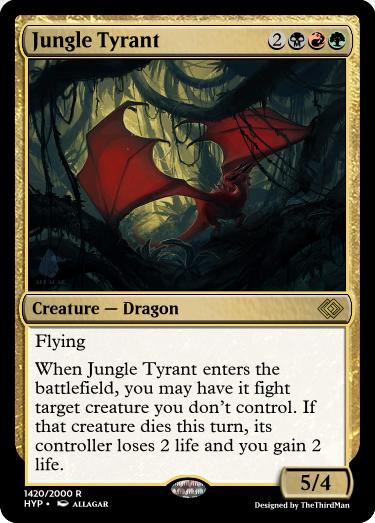 Jungle Tyrant 2
Creature — Dragon
Flying
When Jungle Tyrant enters the
battlefield, you may have it fight
target creature you don't control. If
that creature dies this turn, its
controller loses 2 life and you gain 2
life.
5/4
1420/2000 R
HYP • ALLAGAR
Designed by TheThirdMan